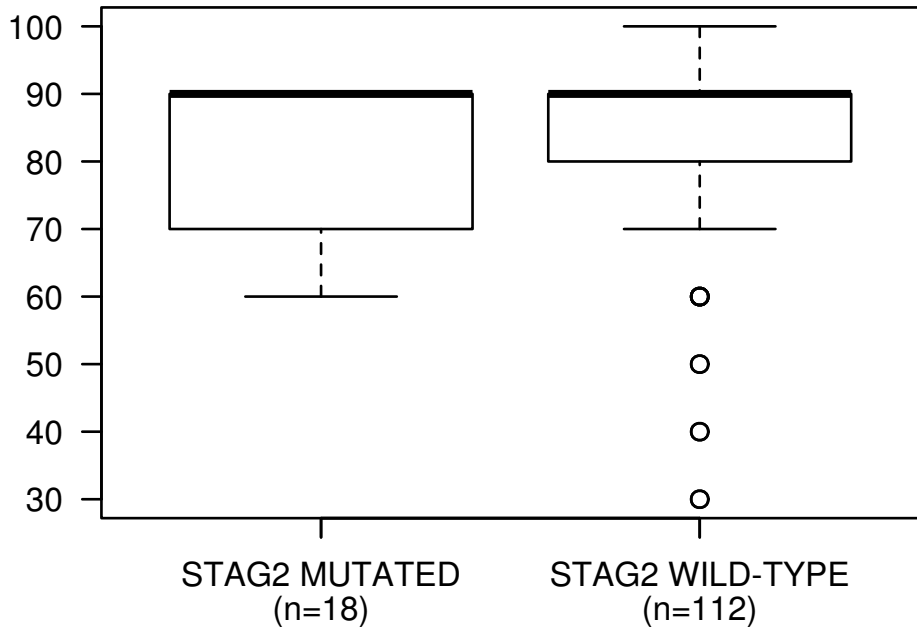 100
90
80
70
60
50
40
30
STAG2 MUTATED
(n=18)
STAG2 WILD-TYPE
(n=112)